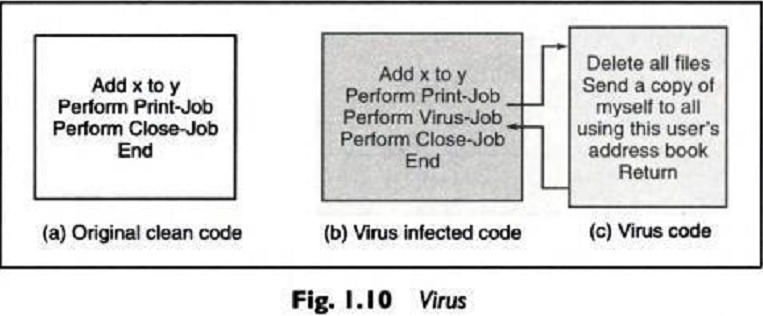 Add x to y
Perform Print-Job
Perform Close-Job
End
(a) Original clean code
Add x to y
Perform Print-Job
Perform Virus-Job
Perform Close-Job
End
(b) Virus infected code
Delete all files
Send a copy of
myself to all
using this user's
address book
Return
(c) Virus code
Fig. 1.10 Virus